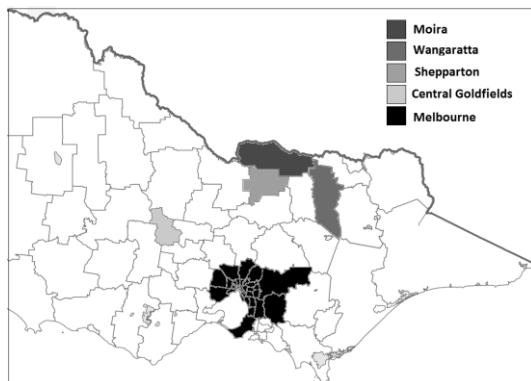 Moira
Wangaratta
Shepparton
Central Goldfields
Melbourne